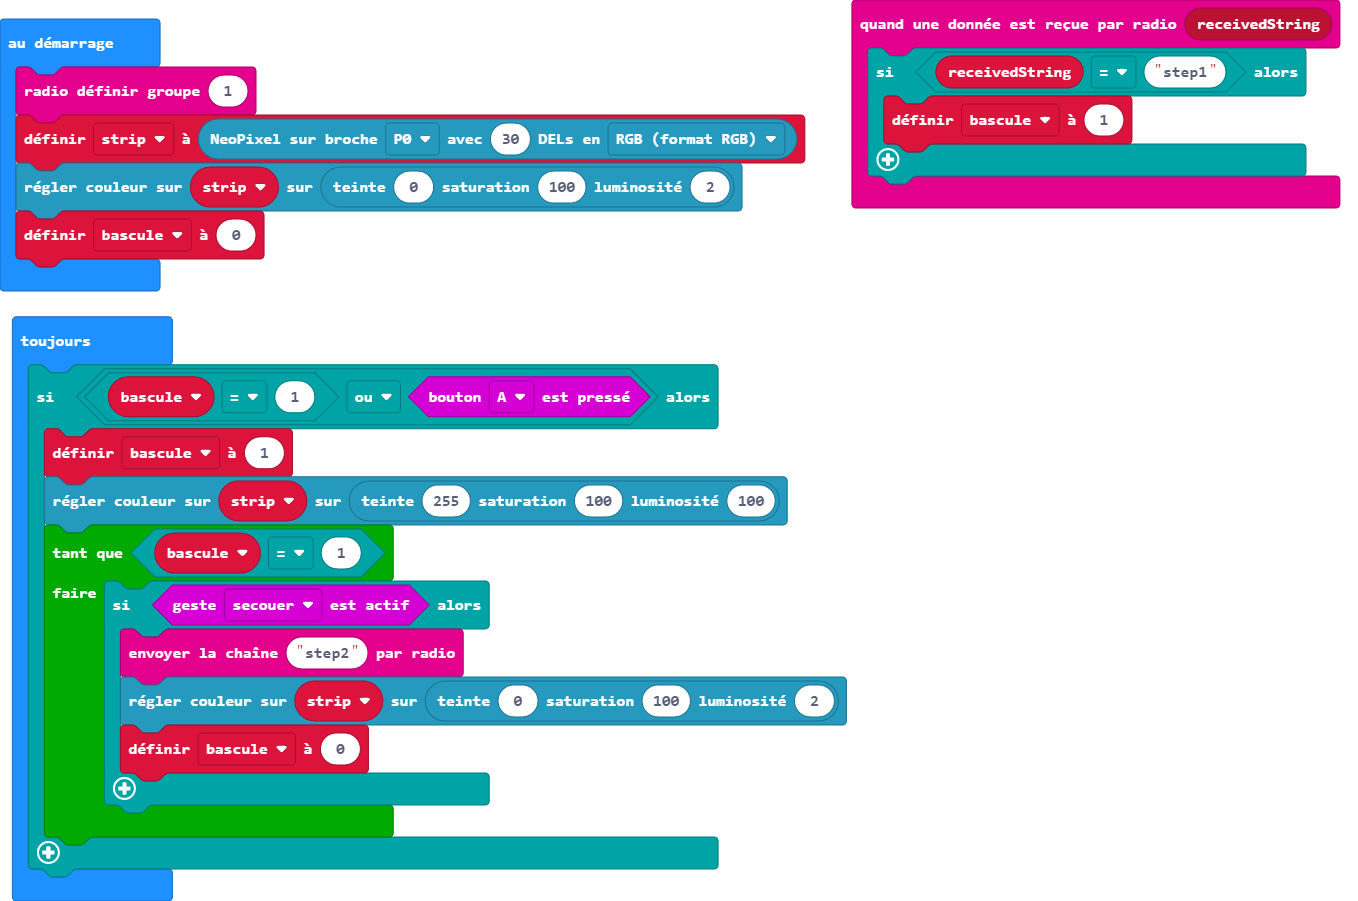 au démarrage
radio définir groupe 1
définir strip à NeoPixel sur broche P0 avec 30 DELs en RGB (format RGB)
régler couleur sur strip sur teinte 0 saturation 100 luminosité 2
définir bascule à 0
quand une donnée est reçue par radio receivedString
si receivedString = "step1" alors
définir bascule à 1
toujours
si bascule = 1 ou bouton A est pressé alors
définir bascule à 1
régler couleur sur strip sur teinte 255 saturation 100 luminosité 100
tant que bascule = 1
faire si geste secouer est actif alors
envoyer la chaîne "step2" par radio
régler couleur sur strip sur teinte 0 saturation 100 luminosité 2
définir bascule à 0